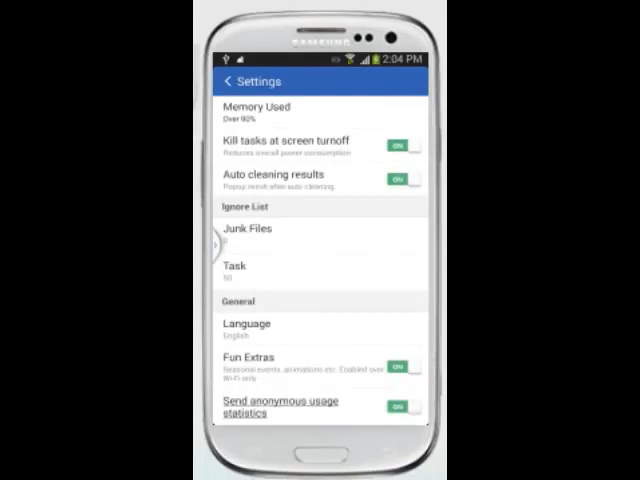 SAMSUNG
2:04 PM
Settings
Memory Used
Over 90%
Kill tasks at screen turnoff
Reduces overall power consumption
ON
Auto cleaning results
Popup result after auto cleaning
ON
Ignore List
Junk Files
Task
50
General
Language
English
Fun Extras
Seasonal events, animations etc. Enabled over
Wi-Fi only
ON
Send anonymous usage
statistics
ON